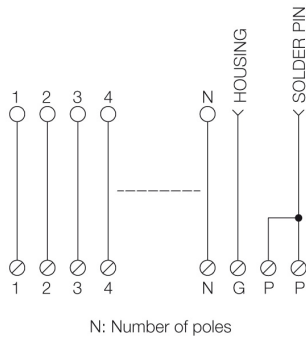 HOUSING
SOLDER PIN
1 2 3 4 N
1 2 3 4 N G P P
N: Number of poles